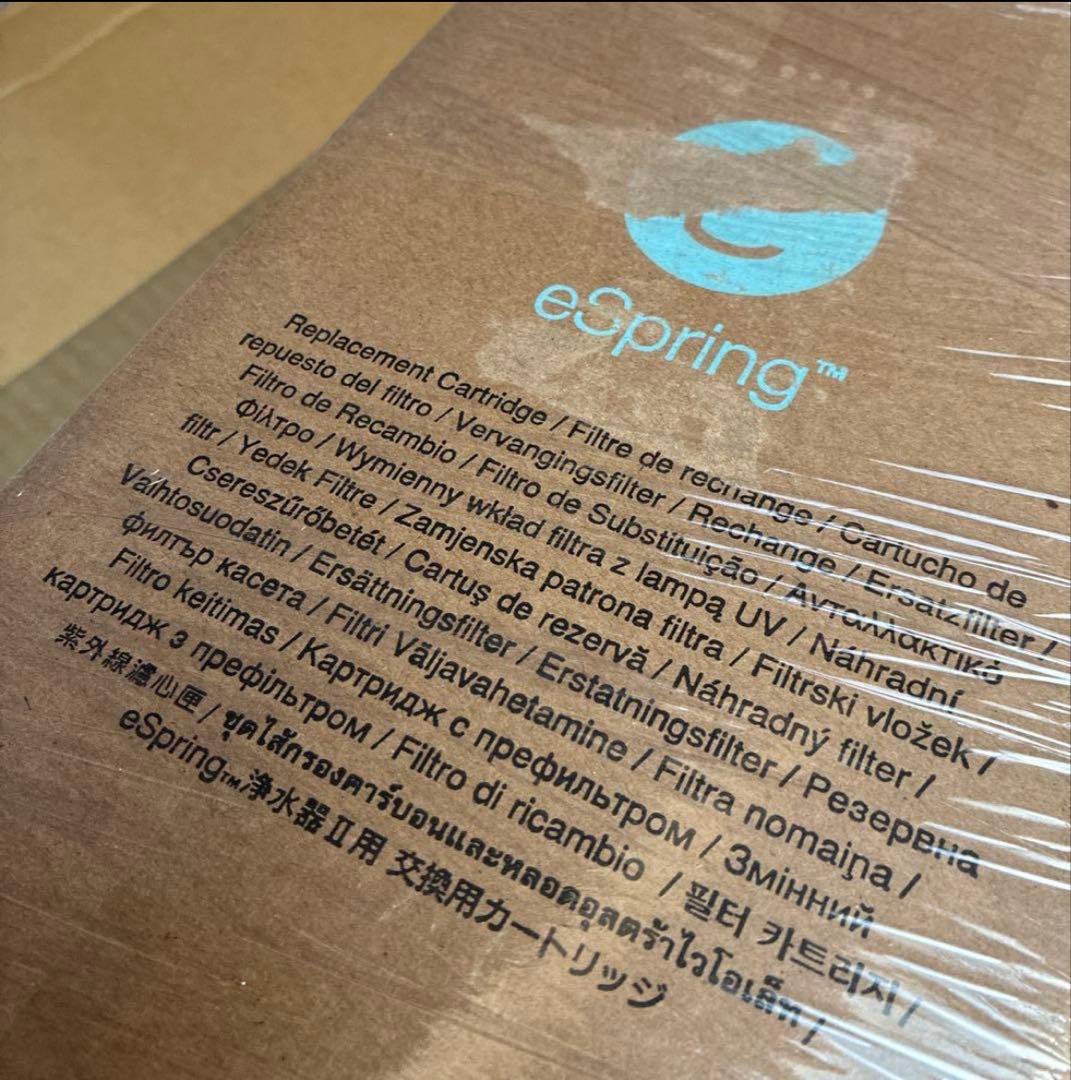 eSpring™
Replacement Cartridge / Filtre de rechange / Cartucho de
repuesto del filtro / Vervangingsfilter / Rechange / Ersatzfilter /
Filtro de Recambio / Filtro de Substituição / Ανταλλακτικό
Φίλτρο / Wymienny wkład filtra z lampą UV / Náhradní
filtr / Yedek Filtre / Zamjenska patrona filtra / Filtrski vložek /
Csereszűrőbetét / Cartuş de rezervă / Náhradný filter /
Vaihtosuodatin / Ersättningsfilter / Erstatningsfilter / Резервна
филтър касета / Filtri Väljavahetamine / Filtra nomaiņa /
Filtro keitimas / Картридж с префильтром / Змінний
картридж з префільтром / Filtro di ricambio / 필터 카트리지 /
紫外線濾心匣 / ชุดไส้กรองคาร์บอนและหลอดอุลตร้าไวโอเล็ท /
eSpring™浄水器Ⅱ用 交換用カートリッジ